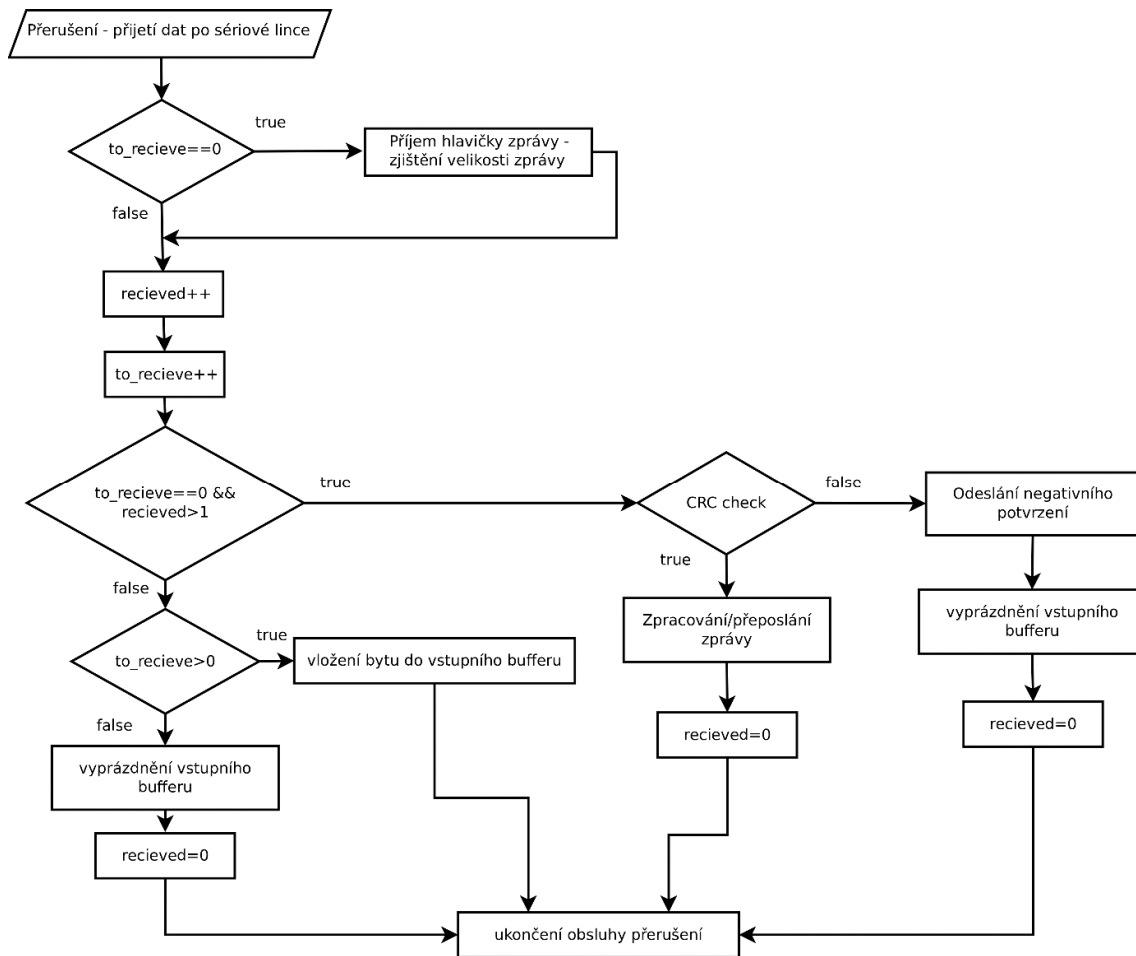 Přerušení - přijetí dat po sériové lince
true
to_recieve==0
Příjem hlavičky zprávy -
zjištění velikosti zprávy
false
recieved++
to_recieve++
to_recieve==0 &&
recieved>1
true
CRC check
false
Odeslání negativního
potvrzení
false
true
to_recieve>0
true
vložení bytu do vstupního bufferu
Zpracování/přeposlání
zprávy
vyprázdnění vstupního
bufferu
false
recieved=0
recieved=0
vyprázdnění vstupního
bufferu
recieved=0
ukončení obsluhy přerušení